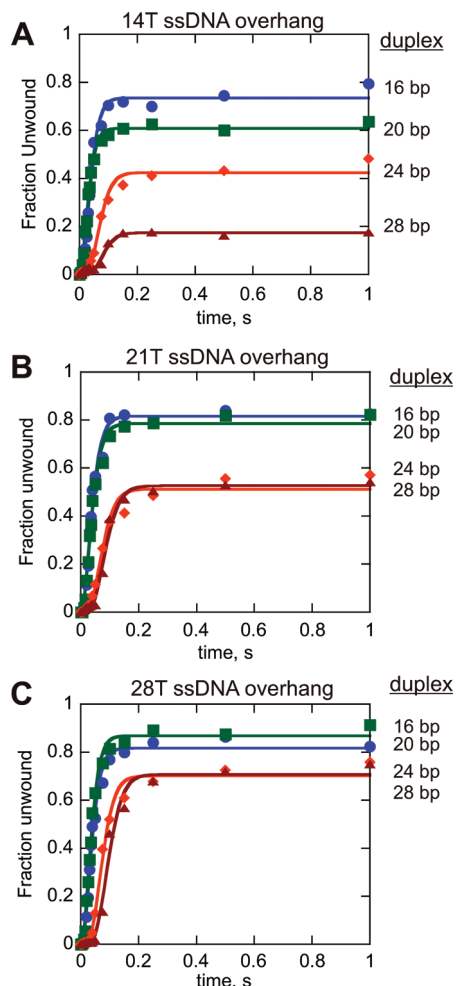 A
14T ssDNA overhang
duplex
Fraction Unwound
1
0.8
0.6
0.4
0.2
0
16 bp
20 bp
24 bp
28 bp
0 0.2 0.4 0.6 0.8 1
time, s
B
21T ssDNA overhang
duplex
Fraction unwound
1
0.8
0.6
0.4
0.2
0
16 bp
20 bp
24 bp
28 bp
0 0.2 0.4 0.6 0.8 1
time, s
C
28T ssDNA overhang
duplex
Fraction unwound
1
0.8
0.6
0.4
0.2
0
16 bp
20 bp
24 bp
28 bp
0 0.2 0.4 0.6 0.8 1
time, s